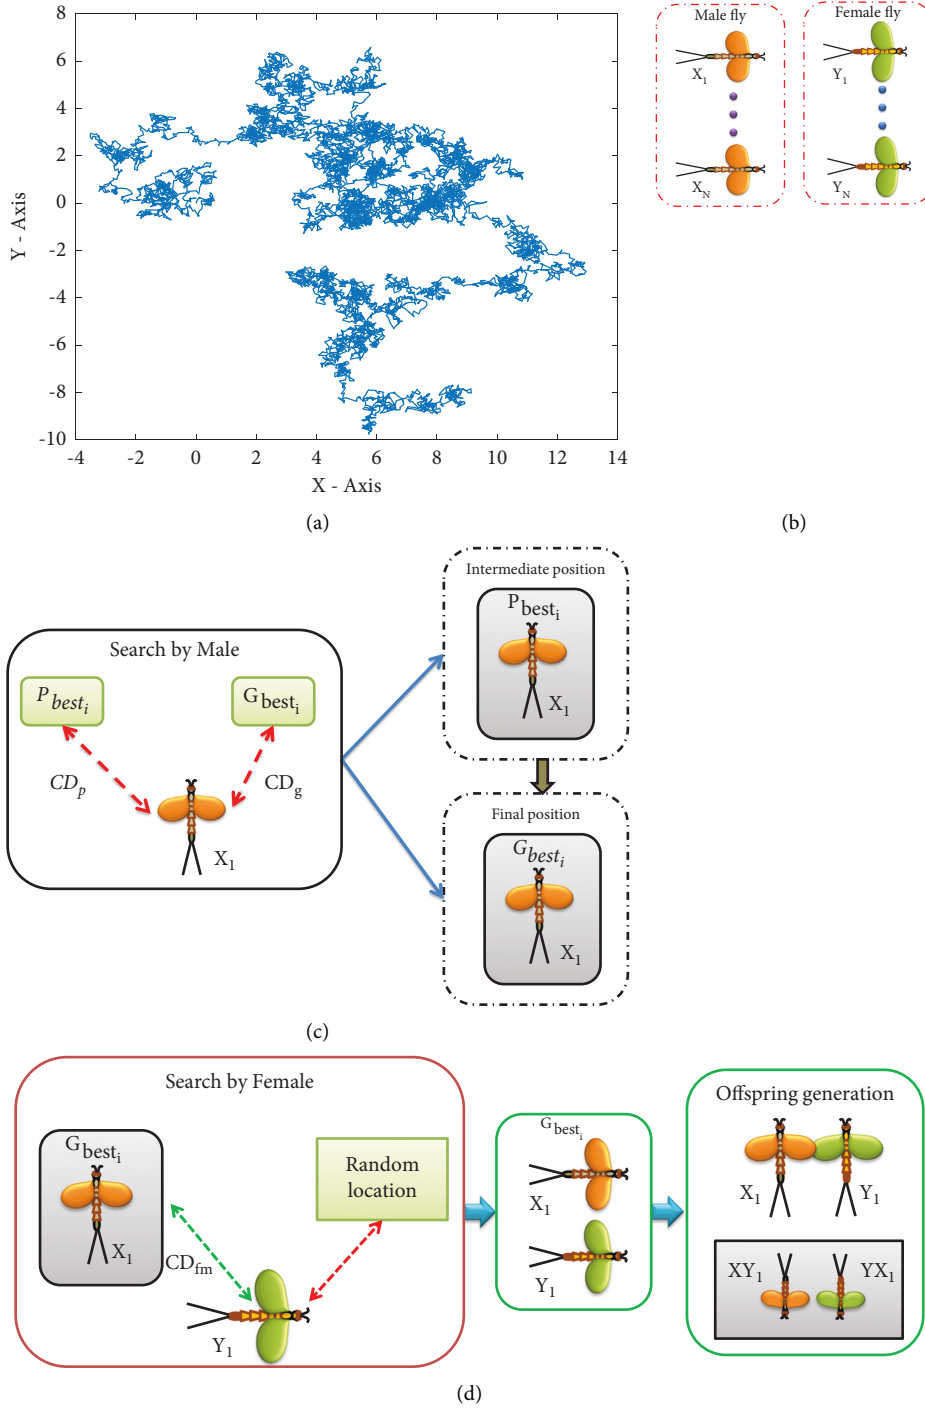 8
6
4
2
0
-2
-4
-6
-8
-10
Y - Axis
-4 -2 0 2 4 6 8 10 12 14
X - Axis
(a)
Male fly
X1
XN
Female fly
Y1
YN
(b)
Search by Male
Pbesti
Gbesti
CDp
CDg
X1
Intermediate position
Pbesti
X1
Final position
Gbesti
X1
(c)
Search by Female
Gbesti
X1
Random
location
CDfm
Y1
Gbesti
X1
Y1
Offspring generation
X1
Y1
XY1
YX1
(d)